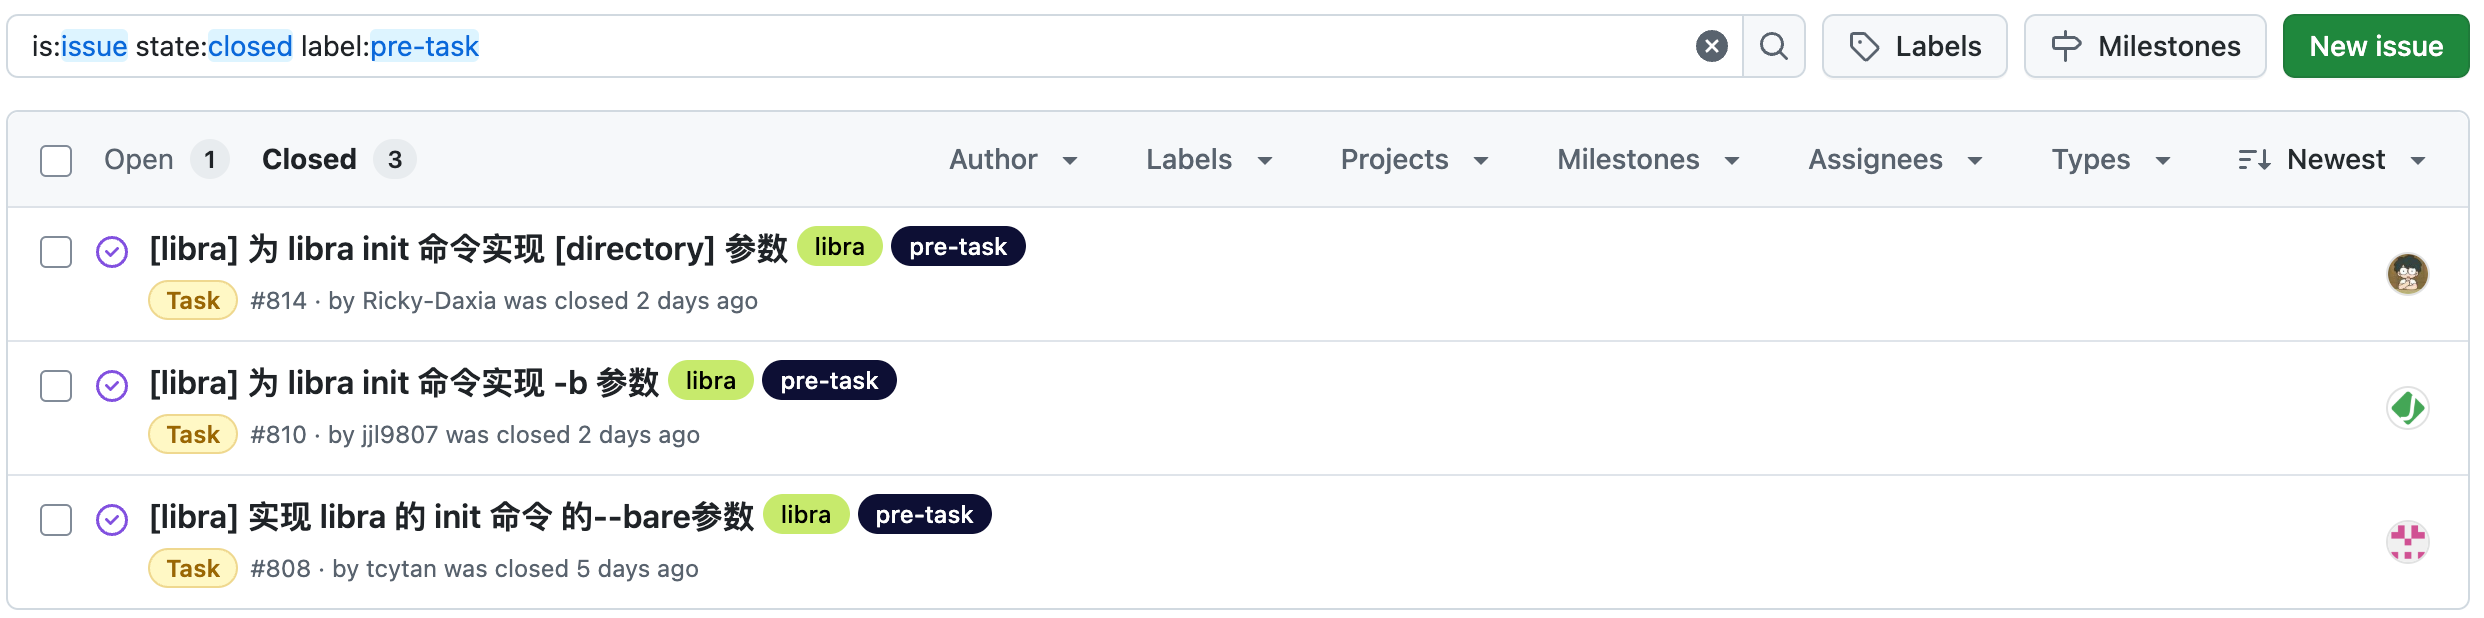 is:issue state:closed label:pre-task
Labels
Milestones
New issue
Open 1 Closed 3 Author Labels Projects Milestones Assignees Types Newest
[libra] 为 libra init 命令实现 [directory] 参数 libra pre-task
Task #814 · by Ricky-Daxia was closed 2 days ago
[libra] 为 libra init 命令实现 -b 参数 libra pre-task
Task #810 · by jjl9807 was closed 2 days ago
[libra] 实现 libra 的 init 命令 的--bare参数 libra pre-task
Task #808 · by tcytan was closed 5 days ago